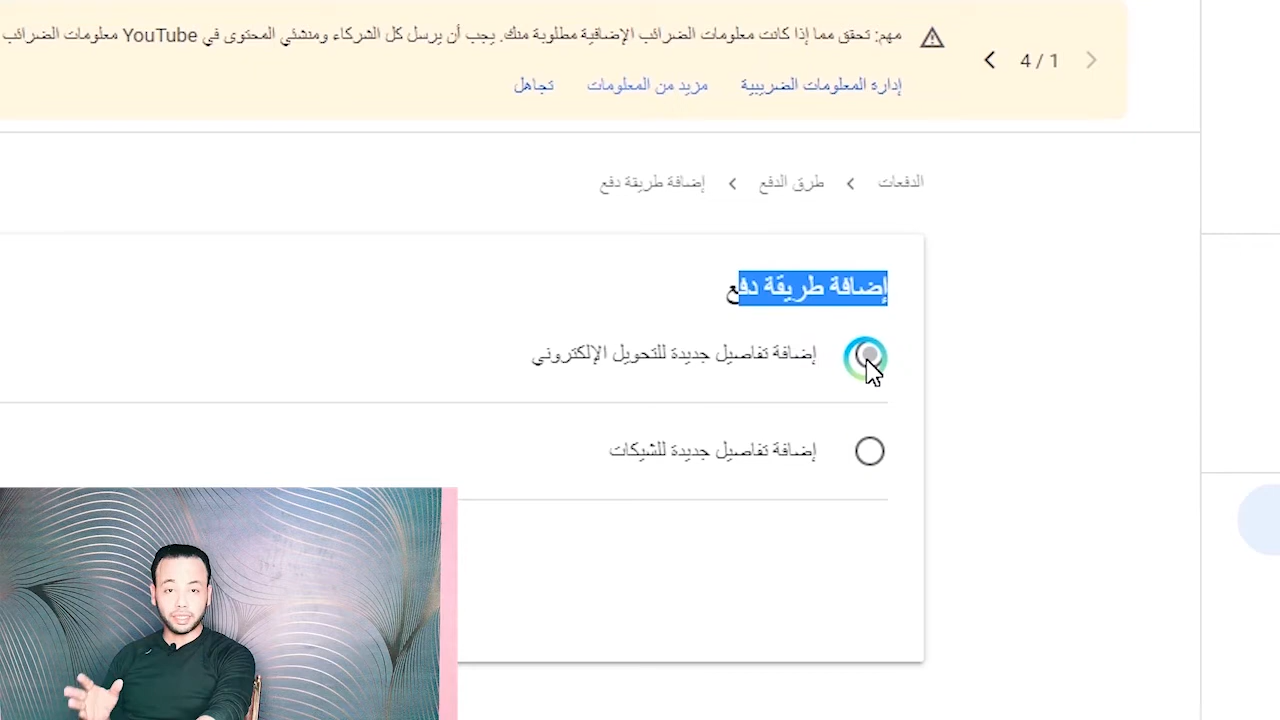 مهم: تحقق مما إذا كانت معلومات الضرائب الإضافية مطلوبة منك. يجب أن يرسل كل الشركاء ومنشئي المحتوى في YouTube معلومات الضرائب
4 / 1
إدارة المعلومات الضريبية
مزيد من المعلومات
تجاهل
الدفعات
طرق الدفع
إضافة طريقة دفع
إضافة طريقة دفع
إضافة تفاصيل جديدة للتحويل الإلكتروني
إضافة تفاصيل جديدة للشيكات